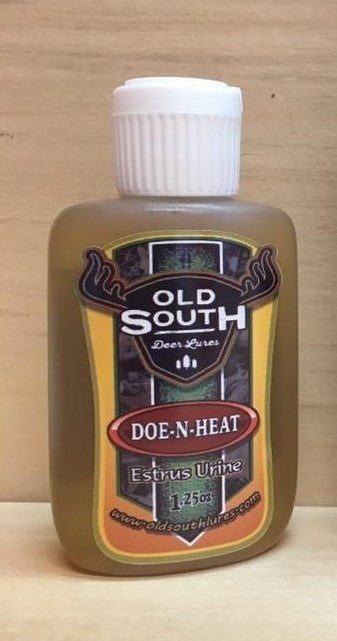 OLD
SOUTH
Deer Lures
DOE-N-HEAT
Estrus Urine
1.25oz
www.oldsouthlures.com